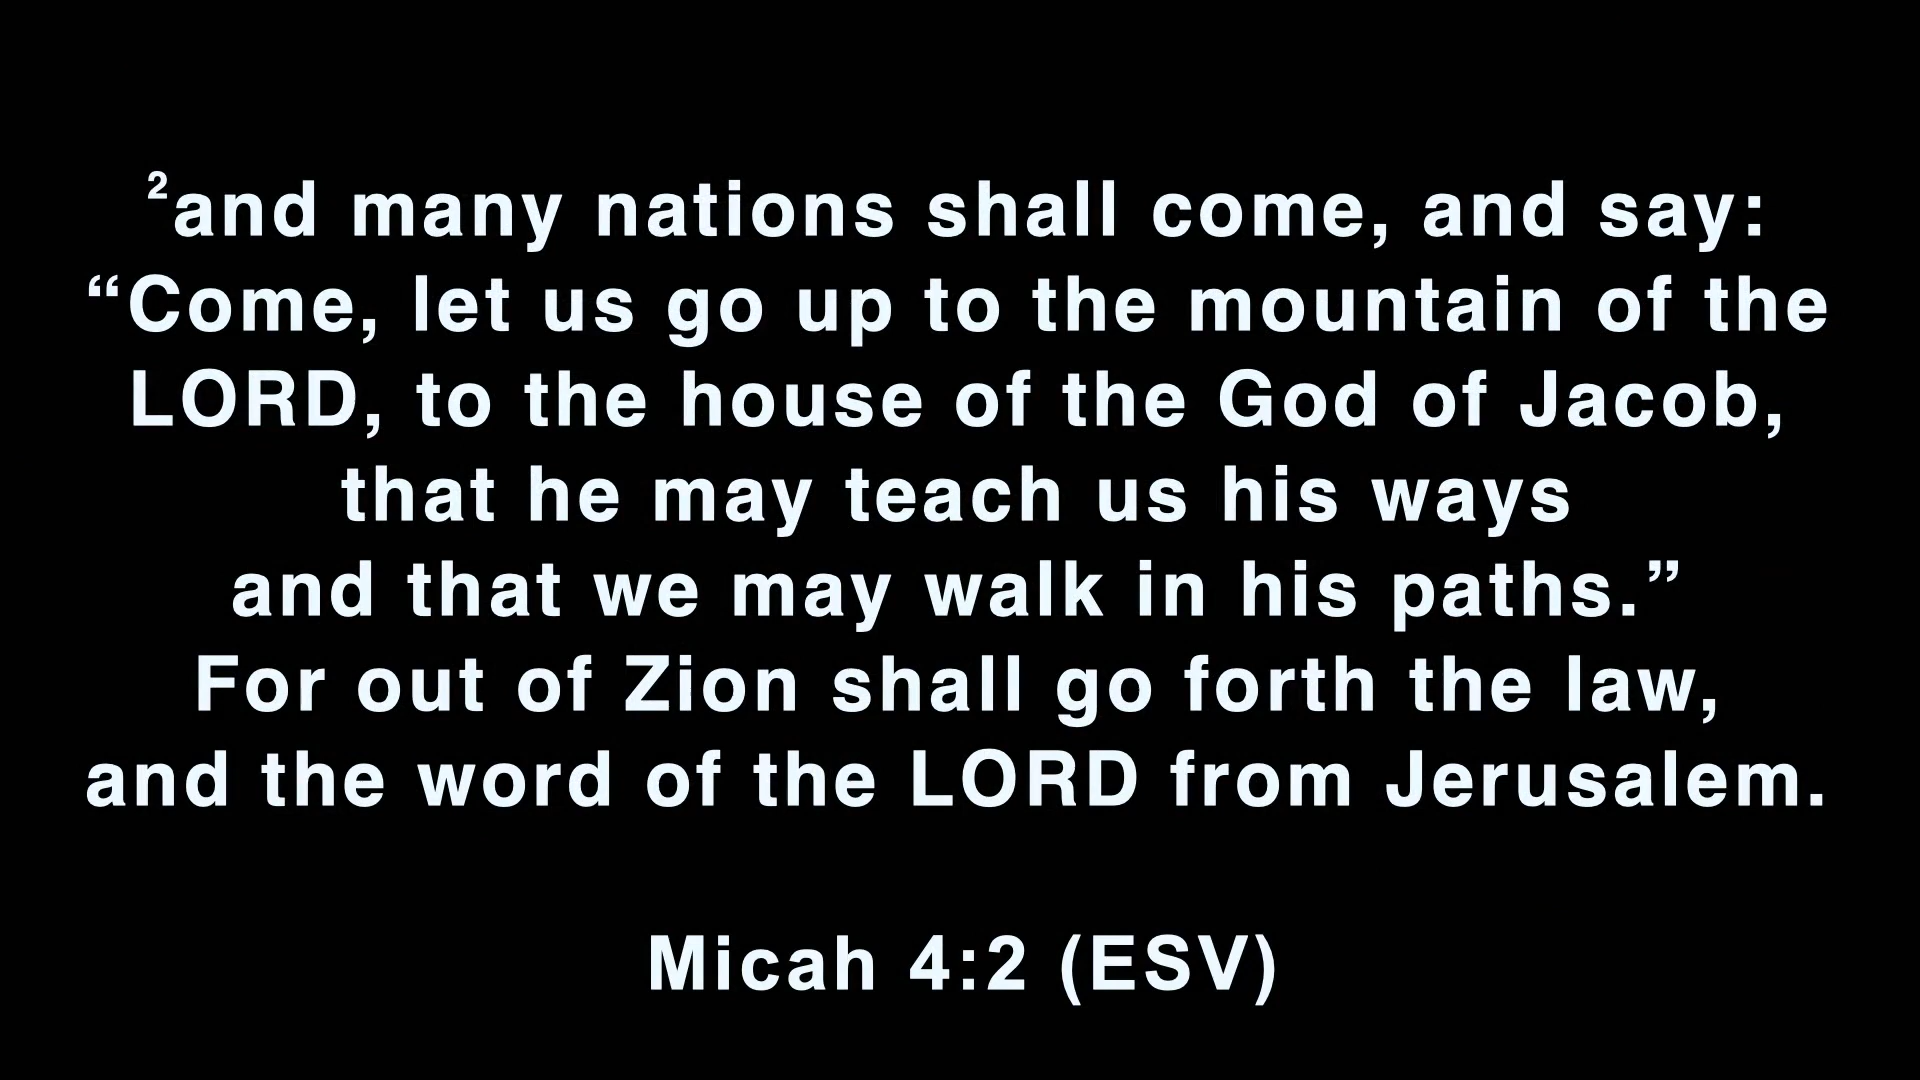 ²and many nations shall come, and say:
“Come, let us go up to the mountain of the
LORD, to the house of the God of Jacob,
that he may teach us his ways
and that we may walk in his paths.”
For out of Zion shall go forth the law,
and the word of the LORD from Jerusalem.
Micah 4:2 (ESV)